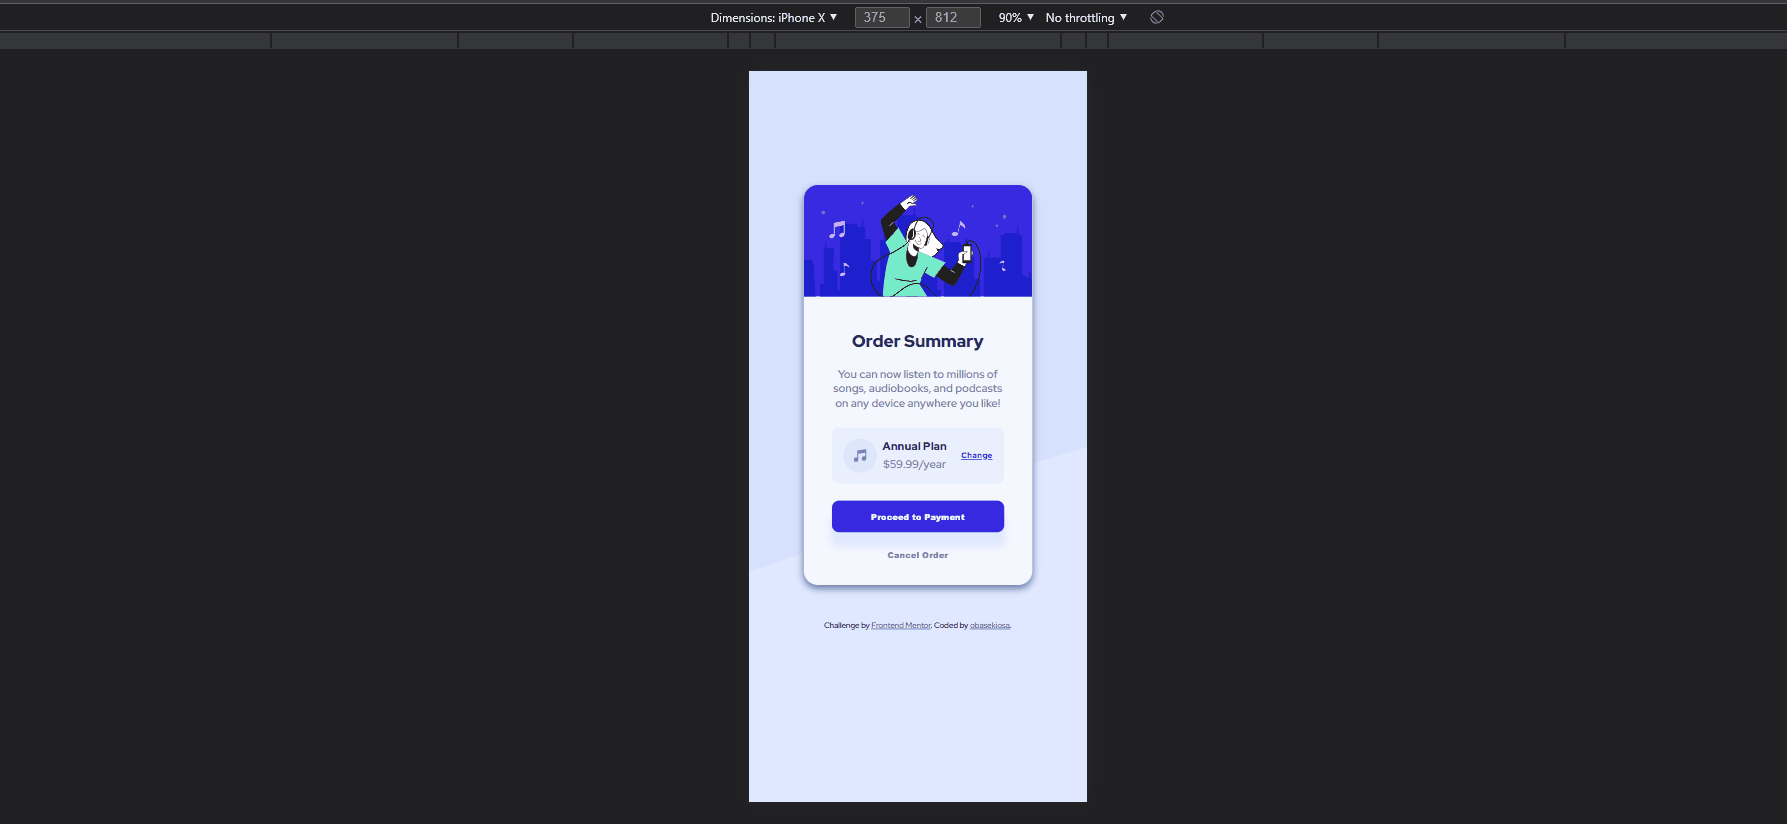 Dimensions: iPhone X ▼ 375 × 812 90% ▼ No throttling ▼
Order Summary
You can now listen to millions of
songs, audiobooks, and podcasts
on any device anywhere you like!
Annual Plan
$59.99/year
Change
Proceed to Payment
Cancel Order
Challenge by Frontend Mentor. Coded by obasekiosa.